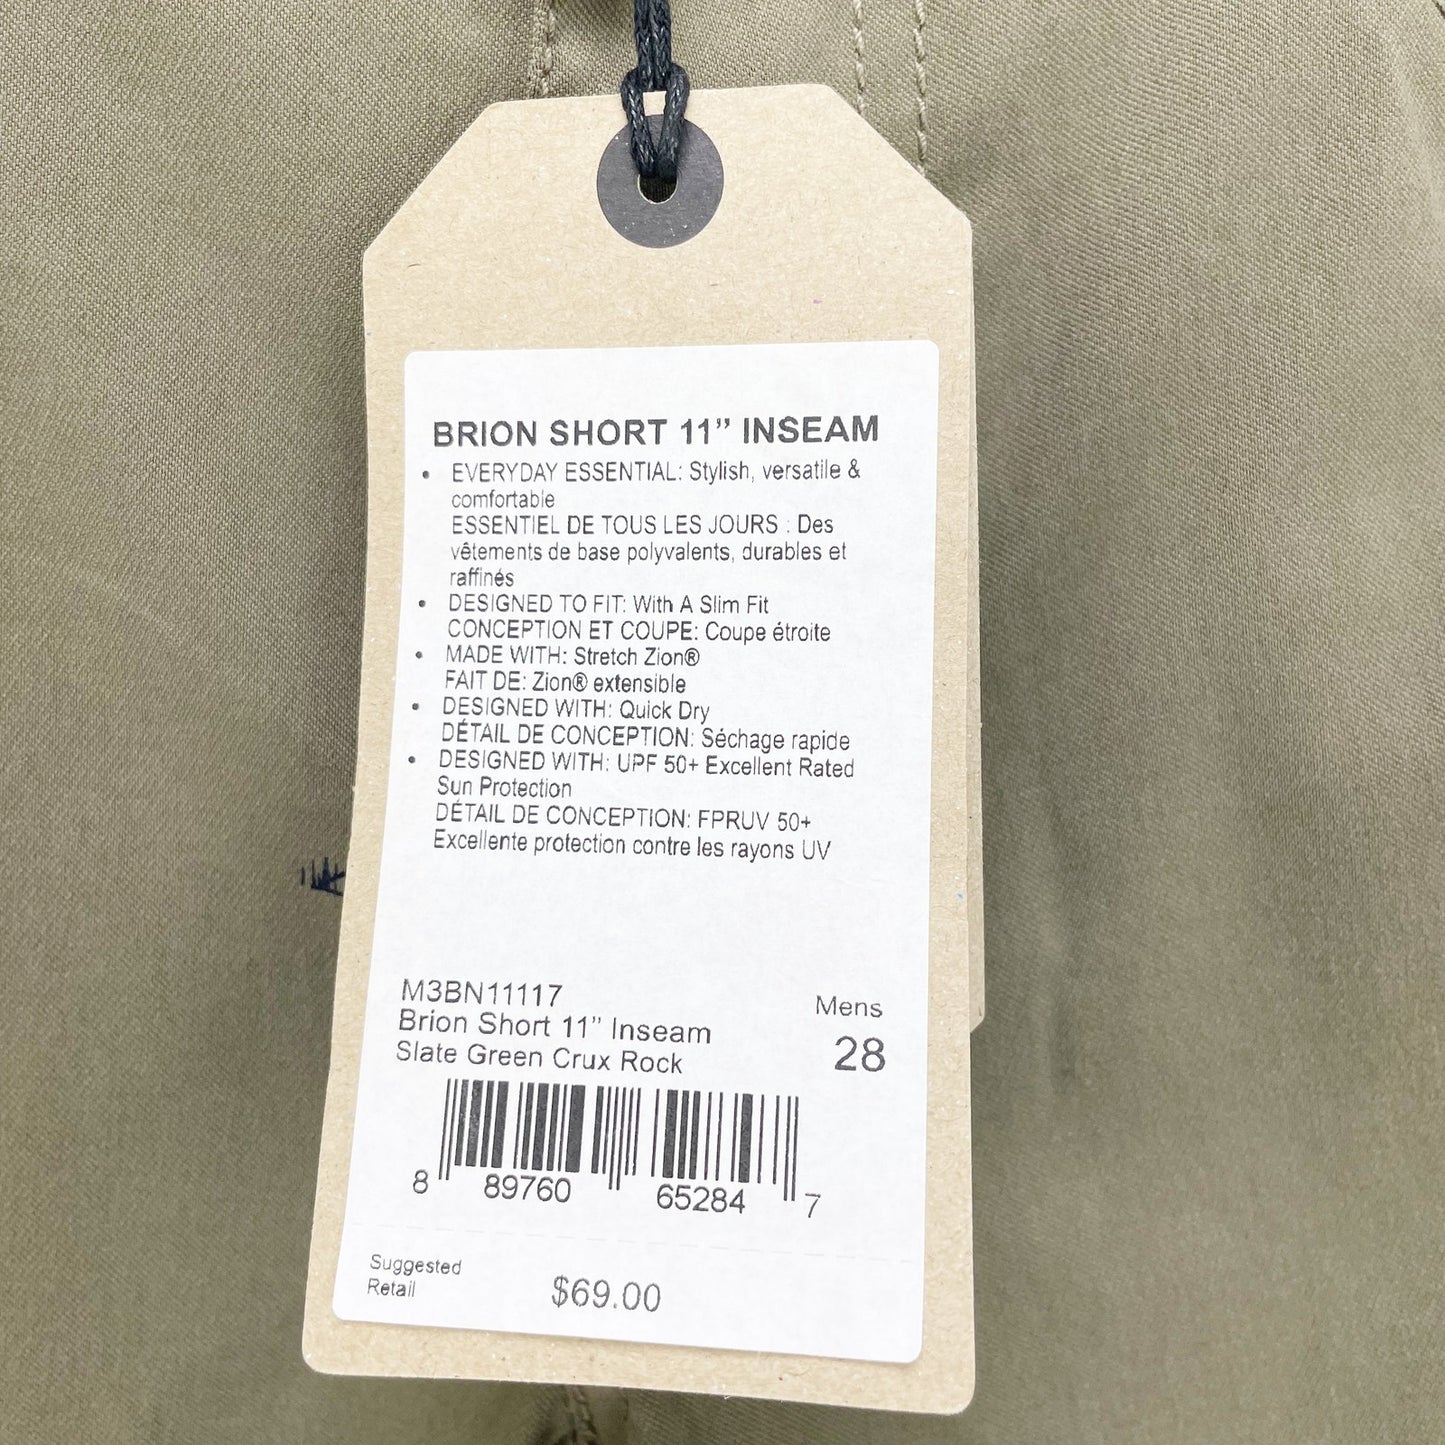 BRION SHORT 11” INSEAM
• EVERYDAY ESSENTIAL: Stylish, versatile &
comfortable
ESSENTIEL DE TOUS LES JOURS : Des
vêtements de base polyvalents, durables et
raffinés
• DESIGNED TO FIT: With A Slim Fit
CONCEPTION ET COUPE: Coupe étroite
• MADE WITH: Stretch Zion®
FAIT DE: Zion® extensible
• DESIGNED WITH: Quick Dry
DÉTAIL DE CONCEPTION: Séchage rapide
• DESIGNED WITH: UPF 50+ Excellent Rated
Sun Protection
DÉTAIL DE CONCEPTION: FPRUV 50+
Excellente protection contre les rayons UV
M3BN11117
Brion Short 11” Inseam
Slate Green Crux Rock
Mens
28
8 89760 65284 7
Suggested
Retail
$69.00